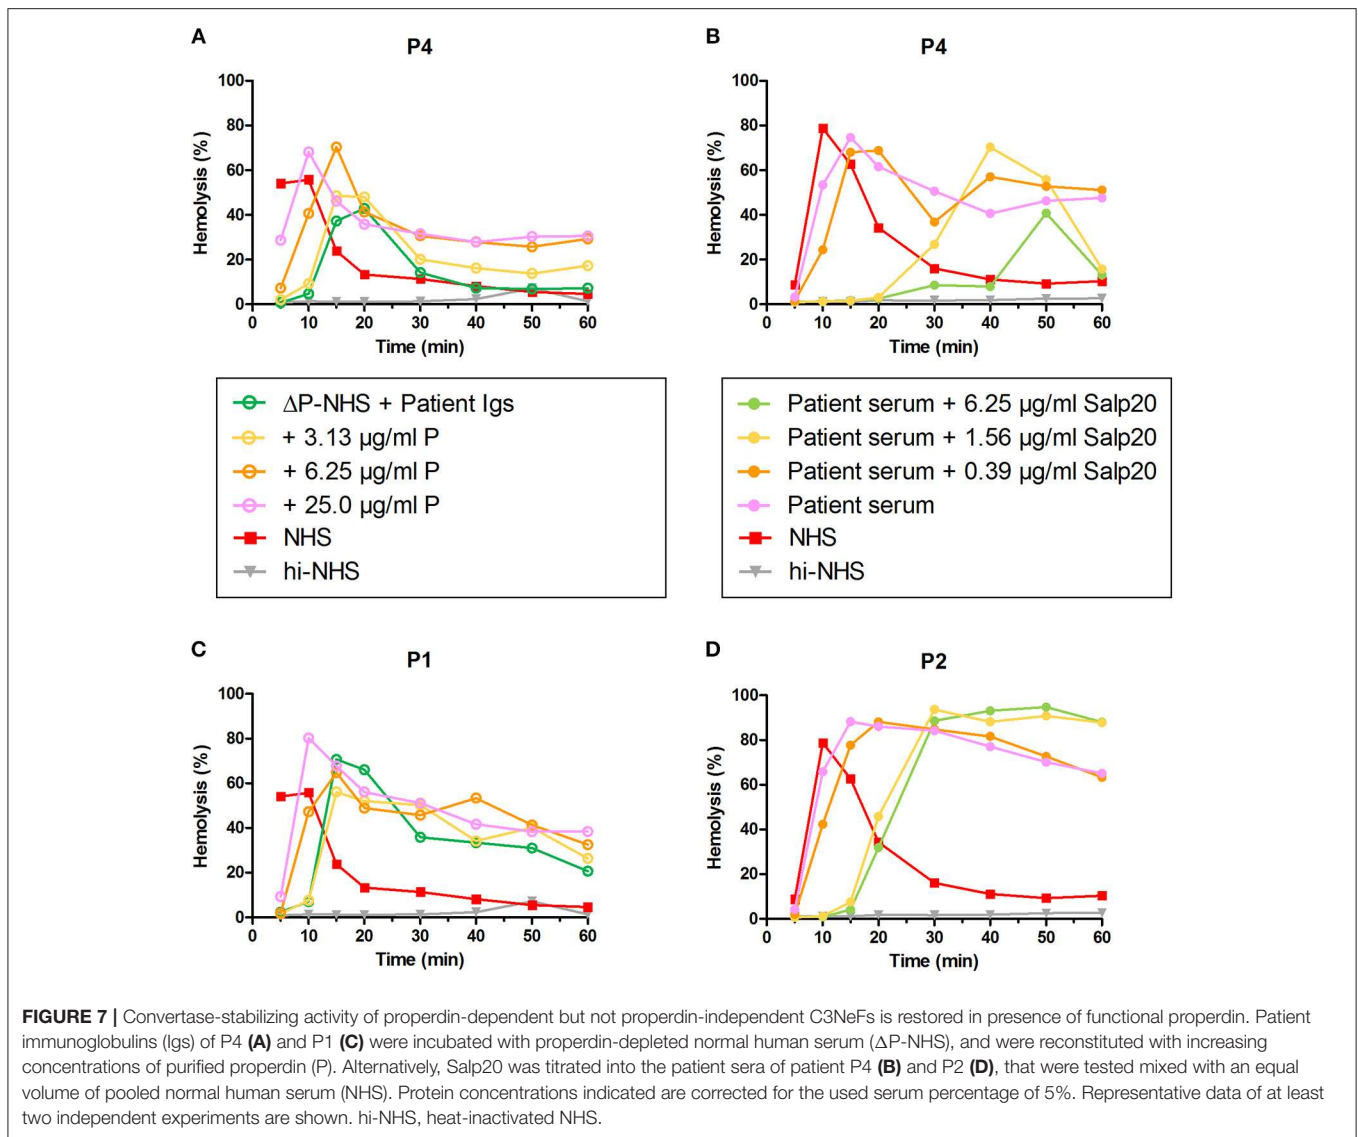 A
P4
Hemolysis (%)
100
80
60
40
20
0
0 10 20 30 40 50 60
Time (min)
B
P4
Hemolysis (%)
100
80
60
40
20
0
0 10 20 30 40 50 60
Time (min)
ΔP-NHS + Patient Igs
+ 3.13 µg/ml P
+ 6.25 µg/ml P
+ 25.0 µg/ml P
NHS
hi-NHS
Patient serum + 6.25 µg/ml Salp20
Patient serum + 1.56 µg/ml Salp20
Patient serum + 0.39 µg/ml Salp20
Patient serum
NHS
hi-NHS
C
P1
Hemolysis (%)
100
80
60
40
20
0
0 10 20 30 40 50 60
Time (min)
D
P2
Hemolysis (%)
100
80
60
40
20
0
0 10 20 30 40 50 60
Time (min)
FIGURE 7 | Convertase-stabilizing activity of properdin-dependent but not properdin-independent C3NeFs is restored in presence of functional properdin. Patient
immunoglobulins (Igs) of P4 (A) and P1 (C) were incubated with properdin-depleted normal human serum (ΔP-NHS), and were reconstituted with increasing
concentrations of purified properdin (P). Alternatively, Salp20 was titrated into the patient sera of patient P4 (B) and P2 (D), that were tested mixed with an equal
volume of pooled normal human serum (NHS). Protein concentrations indicated are corrected for the used serum percentage of 5%. Representative data of at least
two independent experiments are shown. hi-NHS, heat-inactivated NHS.